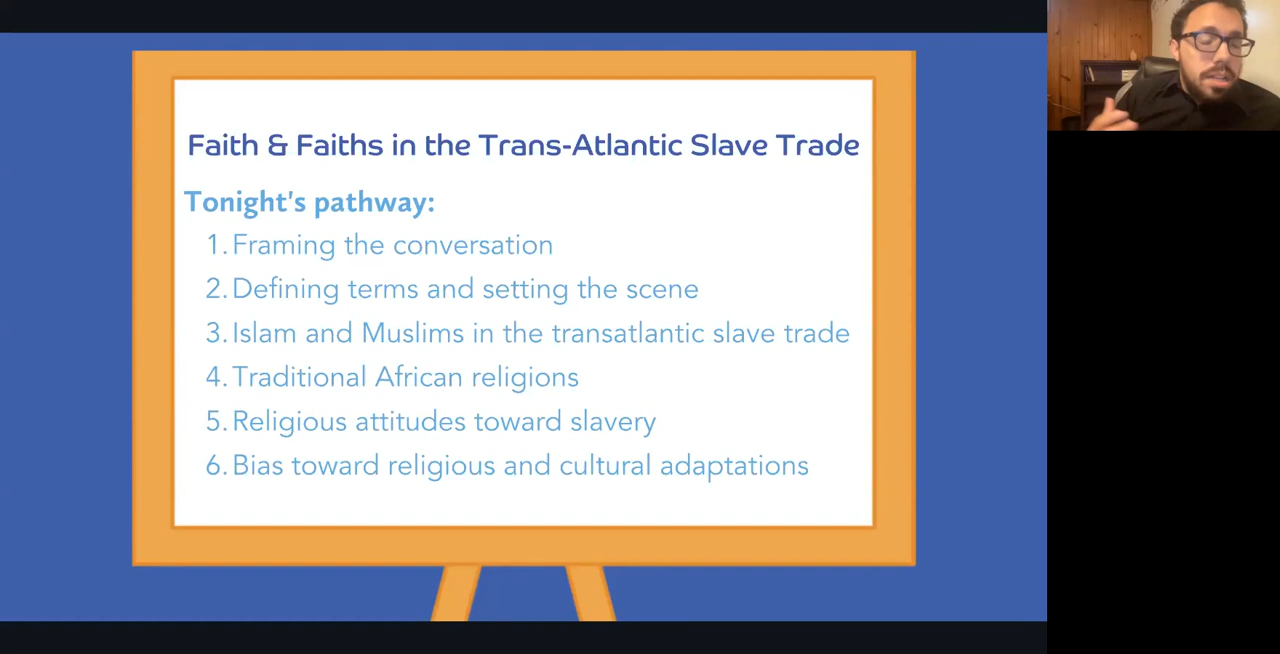 Faith & Faiths in the Trans-Atlantic Slave Trade
Tonight's pathway:
1. Framing the conversation
2. Defining terms and setting the scene
3. Islam and Muslims in the transatlantic slave trade
4. Traditional African religions
5. Religious attitudes toward slavery
6. Bias toward religious and cultural adaptations